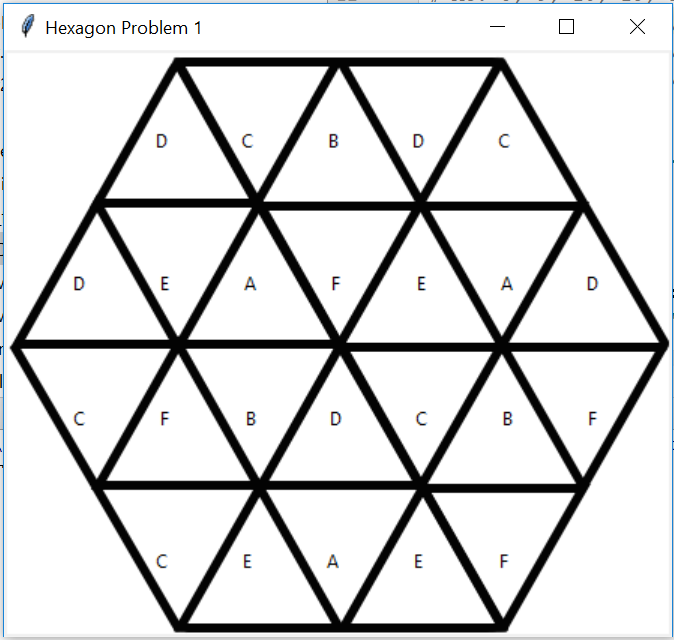 Hexagon Problem 1
D C B D C
D E A F E A D
C F B D C B F
C E A E F